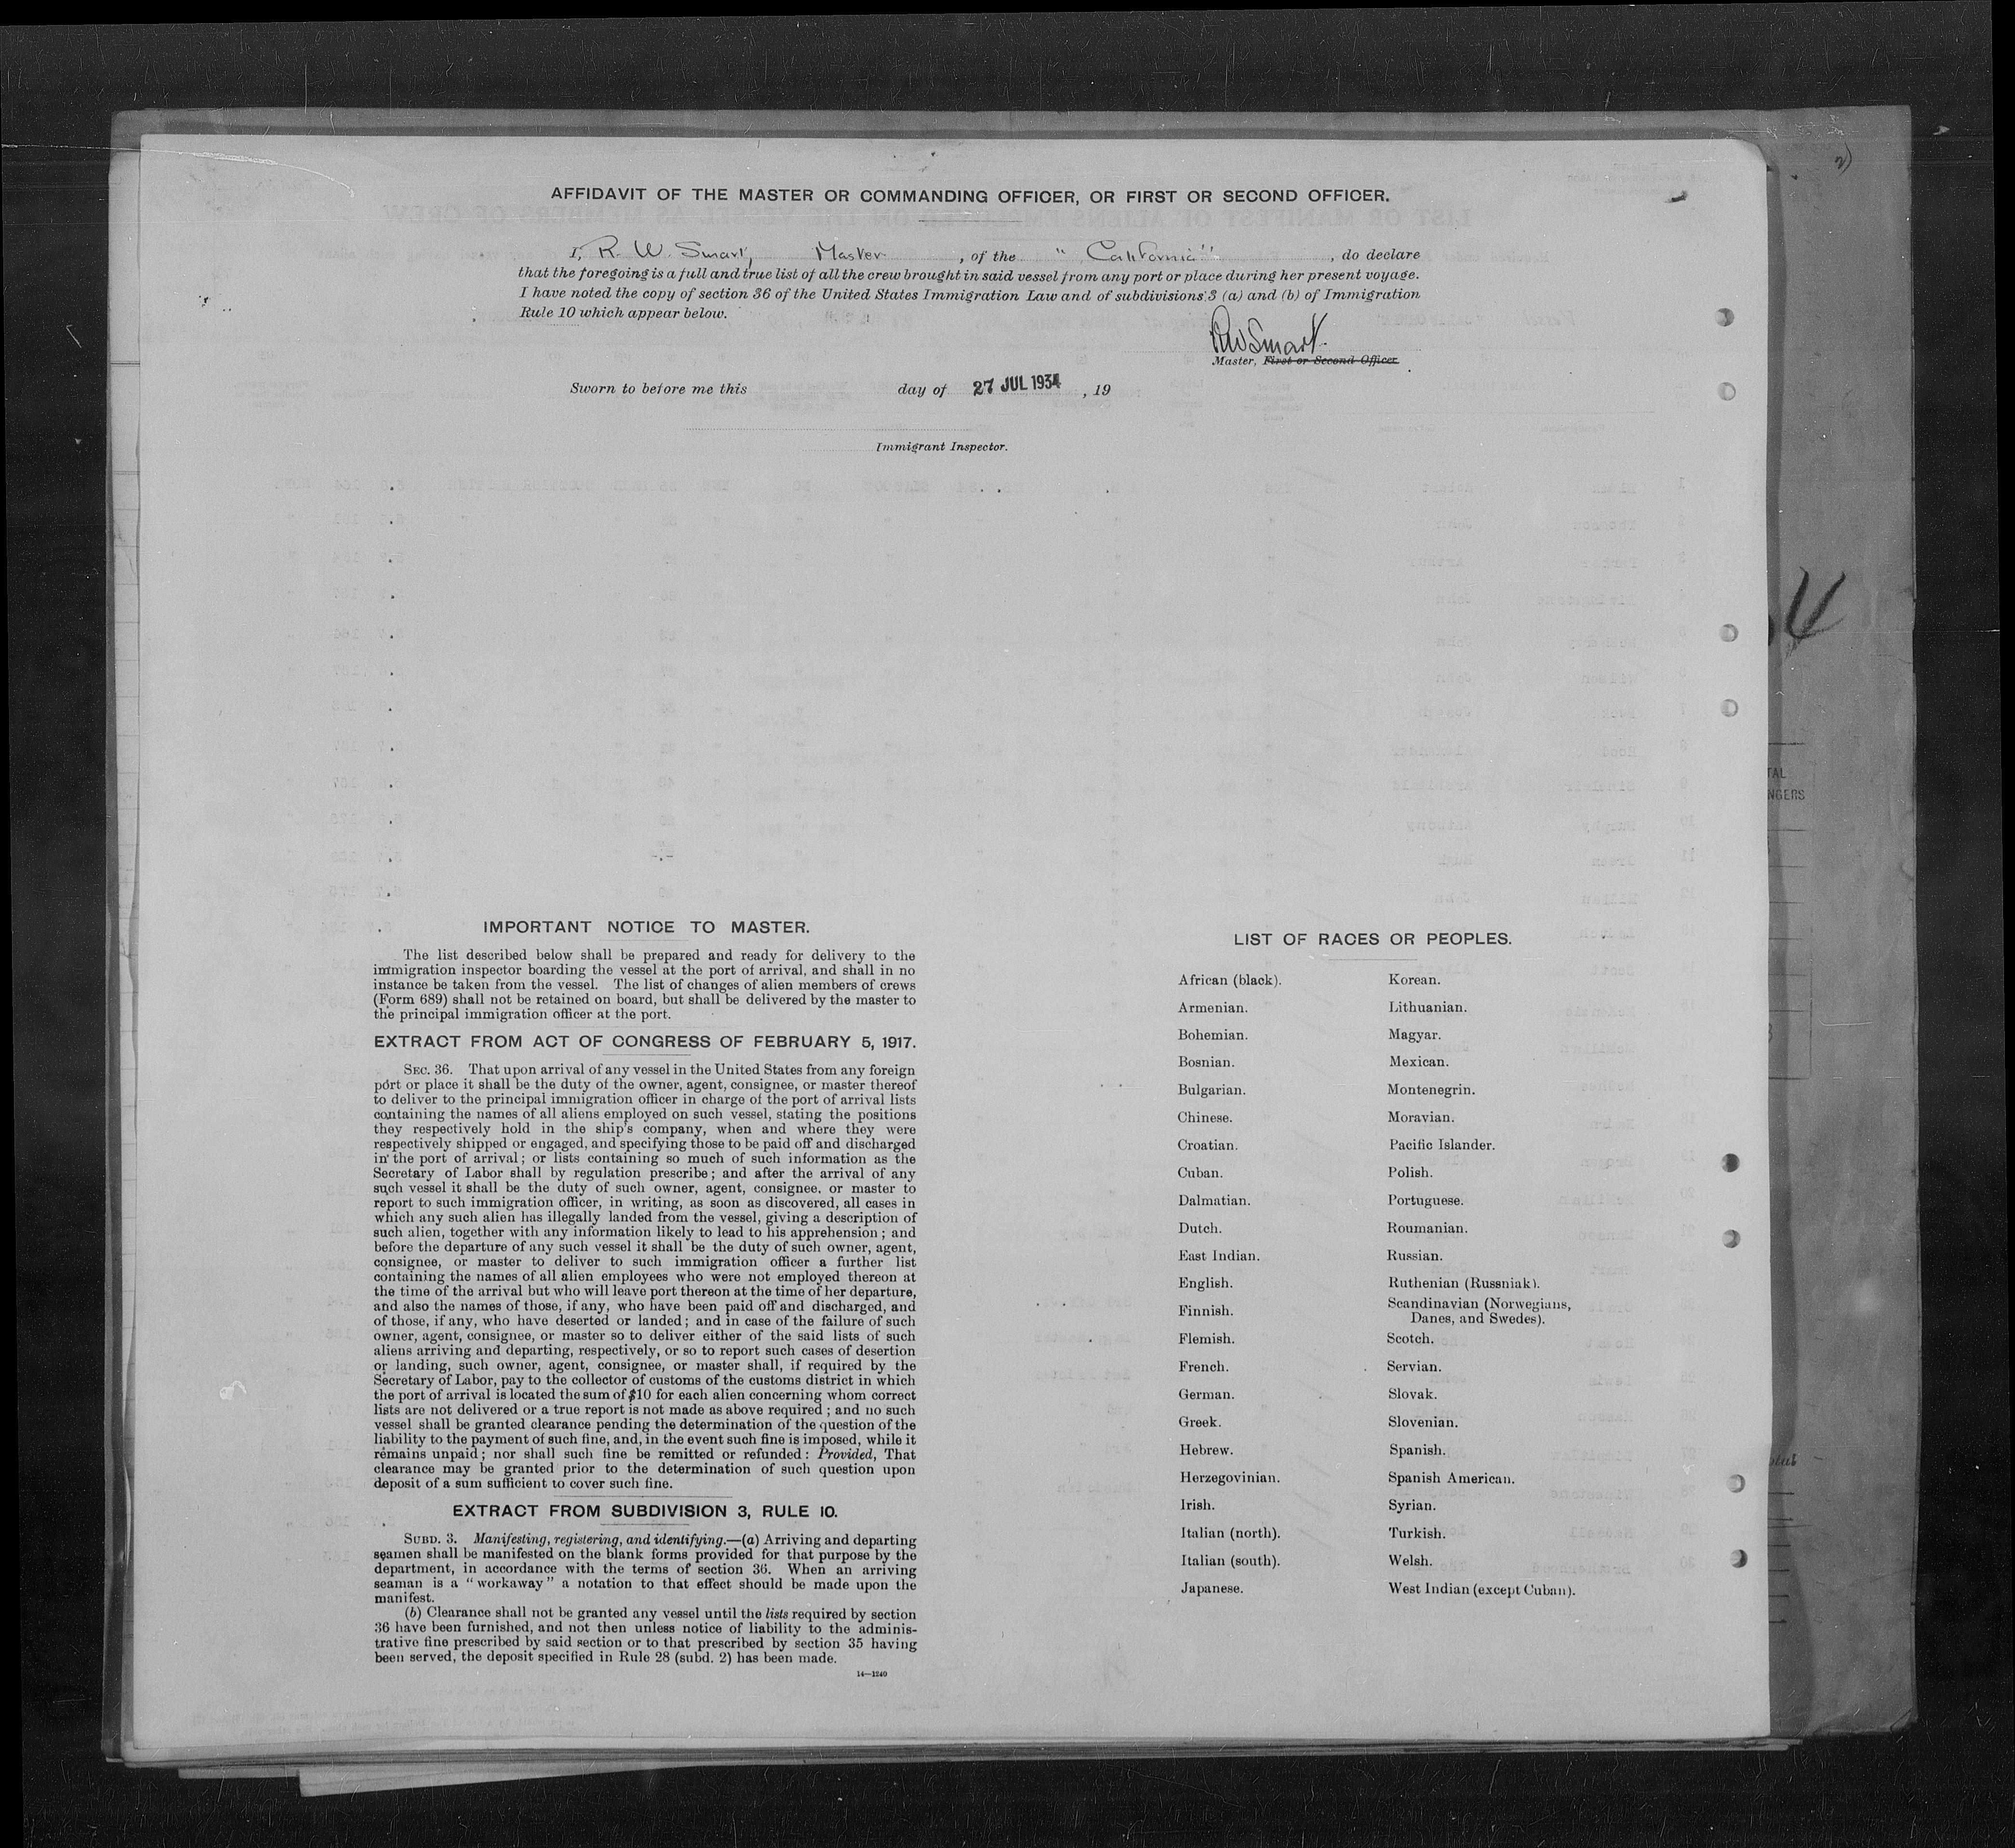 AFFIDAVIT OF THE MASTER OR COMMANDING OFFICER, OR FIRST OR SECOND OFFICER.
I, R. W. Smart, Master, of the "California", do declare
that the foregoing is a full and true list of all the crew brought in said vessel from any port or place during her present voyage.
I have noted the copy of section 36 of the United States Immigration Law and of subdivisions 3 (a) and (b) of Immigration
Rule 10 which appear below.
RWSmart.
Master, First or Second Officer
Sworn to before me this day of 27 JUL 1934, 19
Immigrant Inspector.
IMPORTANT NOTICE TO MASTER.
The list described below shall be prepared and ready for delivery to the
immigration inspector boarding the vessel at the port of arrival, and shall in no
instance be taken from the vessel. The list of changes of alien members of crews
(Form 689) shall not be retained on board, but shall be delivered by the master to
the principal immigration officer at the port.
EXTRACT FROM ACT OF CONGRESS OF FEBRUARY 5, 1917.
SEC. 36. That upon arrival of any vessel in the United States from any foreign
port or place it shall be the duty of the owner, agent, consignee, or master thereof
to deliver to the principal immigration officer in charge of the port of arrival lists
containing the names of all aliens employed on such vessel, stating the positions
they respectively hold in the ship's company, when and where they were
respectively shipped or engaged, and specifying those to be paid off and discharged
in the port of arrival; or lists containing so much of such information as the
Secretary of Labor shall by regulation prescribe; and after the arrival of any
such vessel it shall be the duty of such owner, agent, consignee, or master to
report to such immigration officer, in writing, as soon as discovered, all cases in
which any such alien has illegally landed from the vessel, giving a description of
such alien, together with any information likely to lead to his apprehension; and
before the departure of any such vessel it shall be the duty of such owner, agent,
consignee, or master to deliver to such immigration officer a further list
containing the names of all alien employees who were not employed thereon at
the time of the arrival but who will leave port thereon at the time of her departure,
and also the names of those, if any, who have been paid off and discharged, and
of those, if any, who have deserted or landed; and in case of the failure of such
owner, agent, consignee, or master so to deliver either of the said lists of such
aliens arriving and departing, respectively, or so to report such cases of desertion
or landing, such owner, agent, consignee, or master shall, if required by the
Secretary of Labor, pay to the collector of customs of the customs district in which
the port of arrival is located the sum of $10 for each alien concerning whom correct
lists are not delivered or a true report is not made as above required; and no such
vessel shall be granted clearance pending the determination of the question of the
liability to the payment of such fine, and, in the event such fine is imposed, while it
remains unpaid; nor shall such fine be remitted or refunded: Provided, That
clearance may be granted prior to the determination of such question upon
deposit of a sum sufficient to cover such fine.
EXTRACT FROM SUBDIVISION 3, RULE 10.
SUBD. 3. Manifesting, registering, and identifying.—(a) Arriving and departing
seamen shall be manifested on the blank forms provided for that purpose by the
department, in accordance with the terms of section 36. When an arriving
seaman is a "workaway" a notation to that effect should be made upon the
manifest.
(b) Clearance shall not be granted any vessel until the lists required by section
36 have been furnished, and not then unless notice of liability to the adminis-
trative fine prescribed by said section or to that prescribed by section 35 having
been served, the deposit specified in Rule 28 (subd. 2) has been made.
14—1240
LIST OF RACES OR PEOPLES.
African (black).
Armenian.
Bohemian.
Bosnian.
Bulgarian.
Chinese.
Croatian.
Cuban.
Dalmatian.
Dutch.
East Indian.
English.
Finnish.
Flemish.
French.
German.
Greek.
Hebrew.
Herzegovinian.
Irish.
Italian (north).
Italian (south).
Japanese.
Korean.
Lithuanian.
Magyar.
Mexican.
Montenegrin.
Moravian.
Pacific Islander.
Polish.
Portuguese.
Roumanian.
Russian.
Ruthenian (Russniak).
Scandinavian (Norwegians,
Danes, and Swedes).
Scotch.
Servian.
Slovak.
Slovenian.
Spanish.
Spanish American.
Syrian.
Turkish.
Welsh.
West Indian (except Cuban).